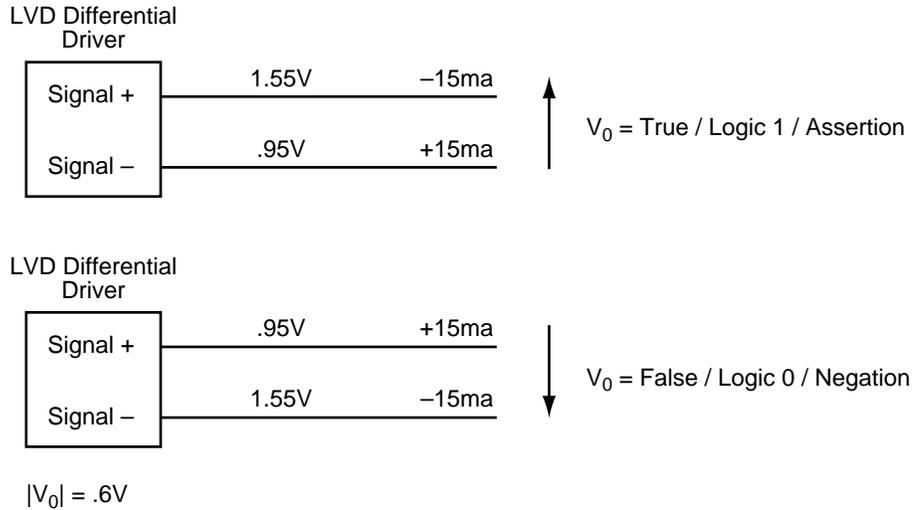 LVD Differential
Driver
Signal +
1.55V
–15ma
Signal –
.95V
+15ma
V0 = True / Logic 1 / Assertion
LVD Differential
Driver
Signal +
.95V
+15ma
Signal –
1.55V
–15ma
V0 = False / Logic 0 / Negation
|V0| = .6V